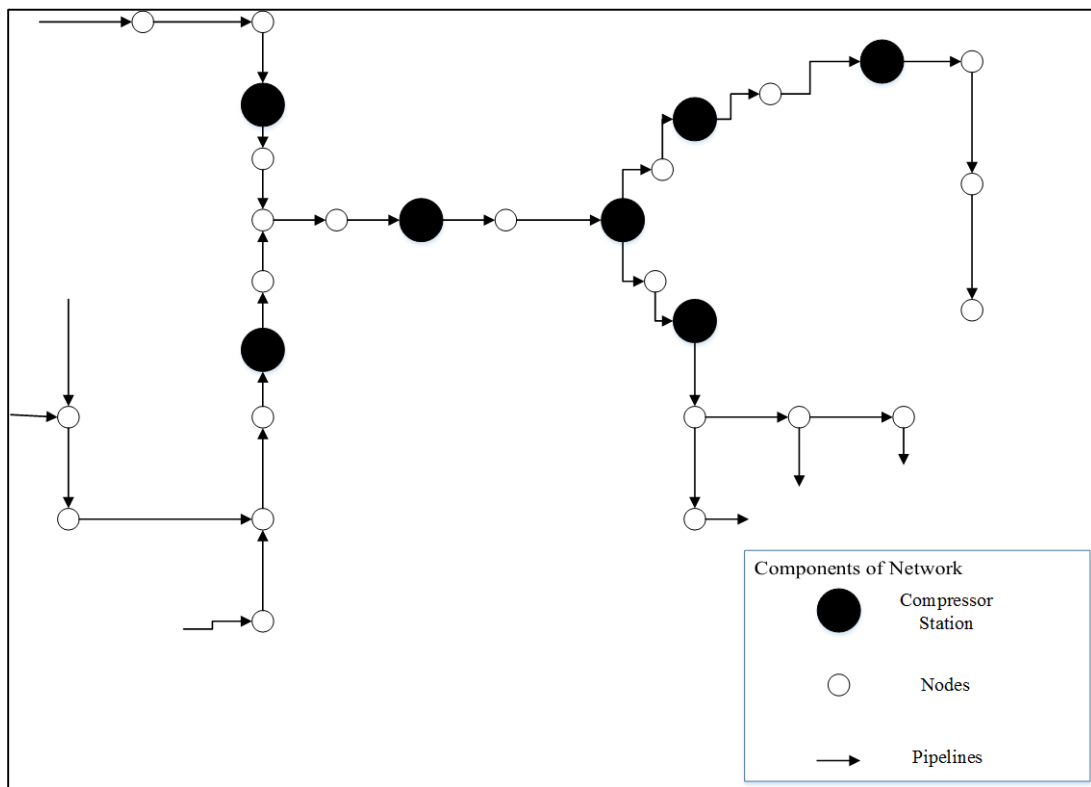 Components of Network
Compressor
Station
Nodes
Pipelines